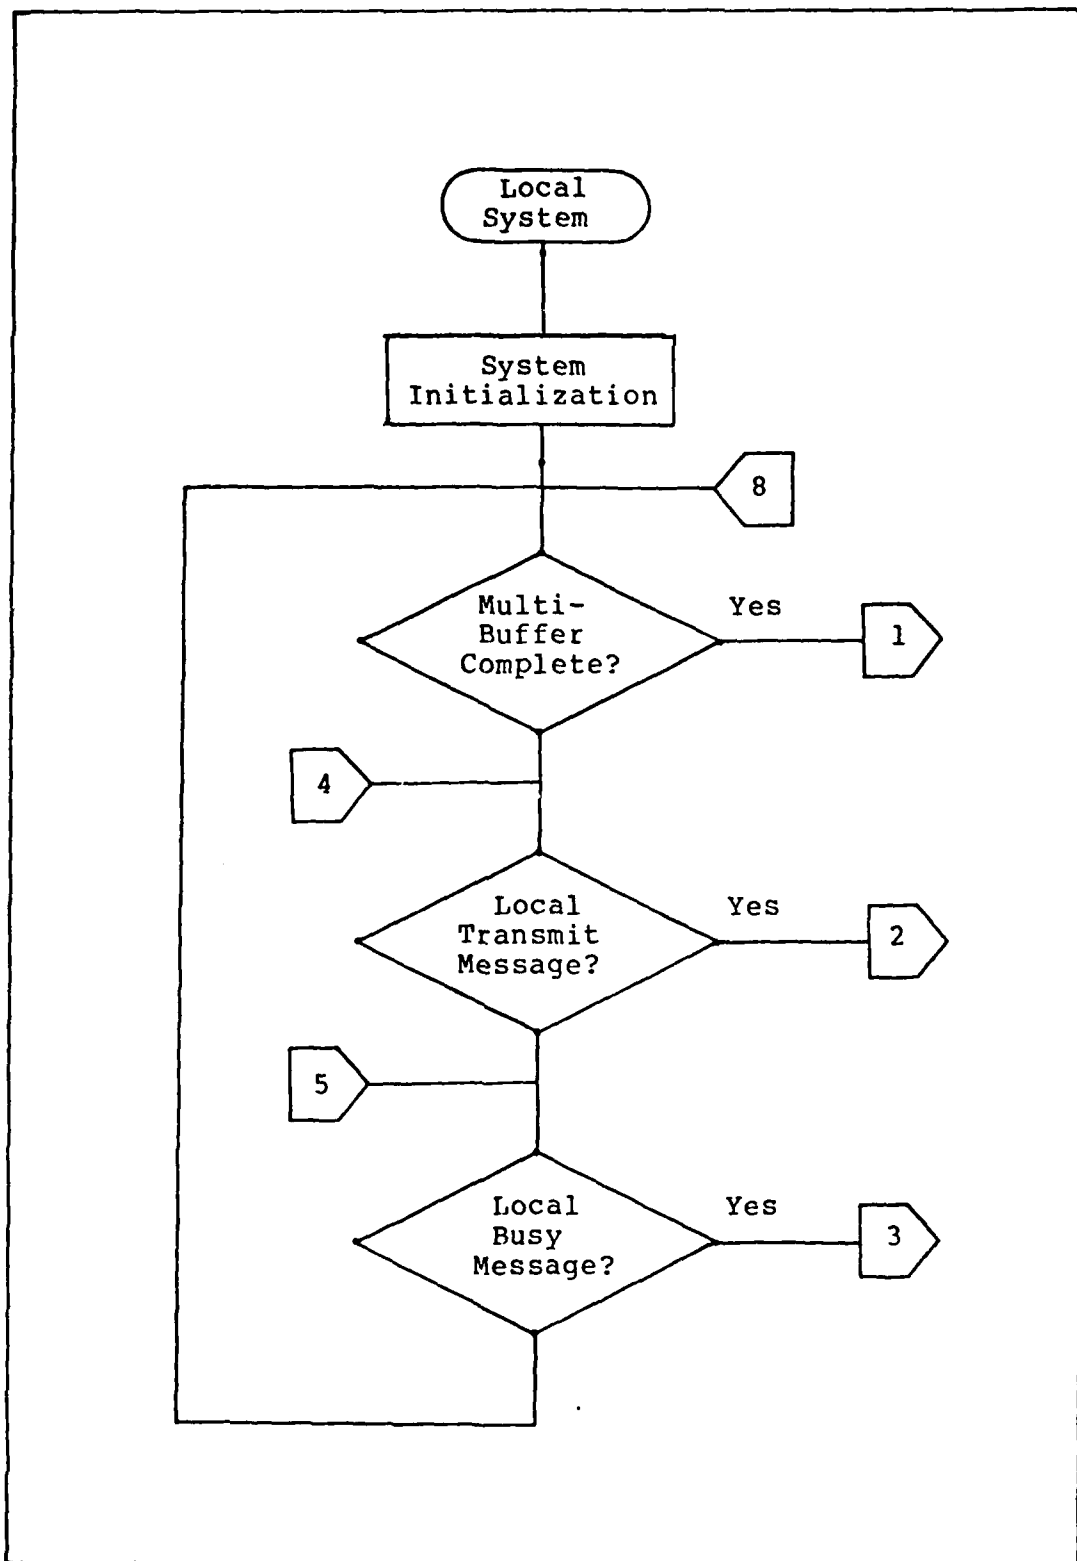 Local
System
System
Initialization
8
Multi-
Buffer
Complete?
Yes
1
4
Local
Transmit
Message?
Yes
2
5
Local
Busy
Message?
Yes
3